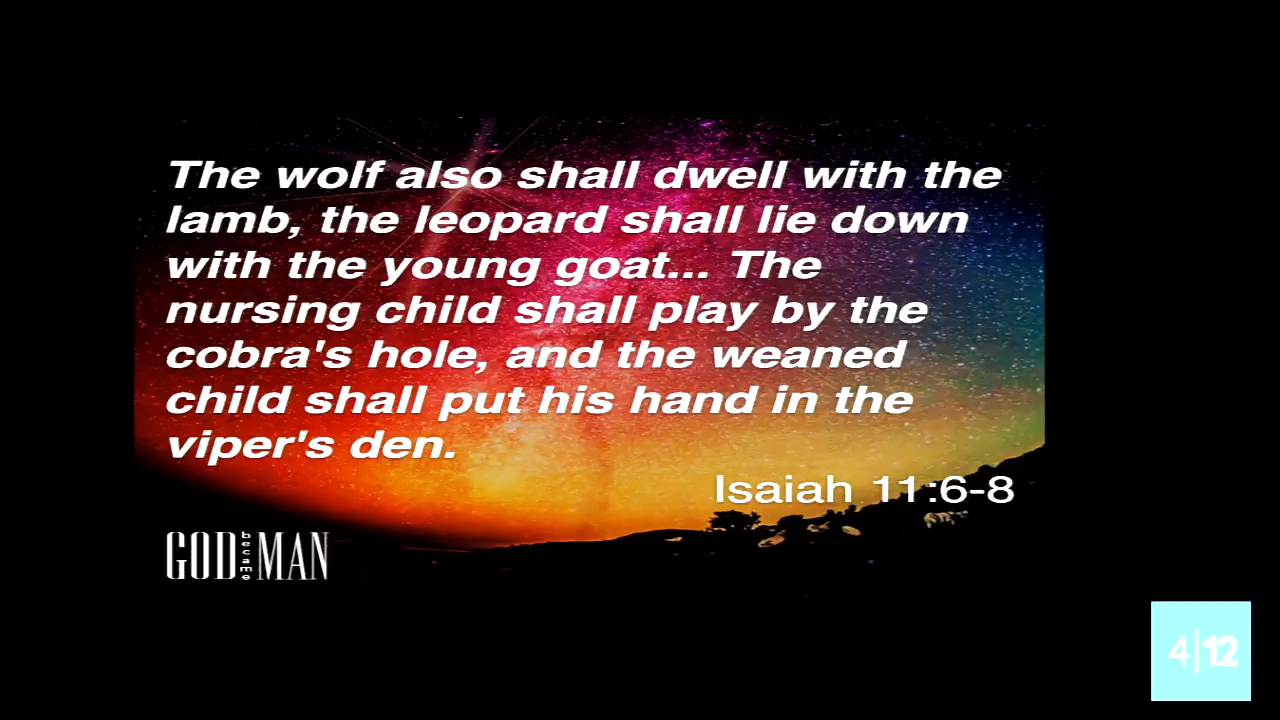 The wolf also shall dwell with the
lamb, the leopard shall lie down
with the young goat... The
nursing child shall play by the
cobra's hole, and the weaned
child shall put his hand in the
viper's den.
Isaiah 11:6-8
GOD became MAN
4|12